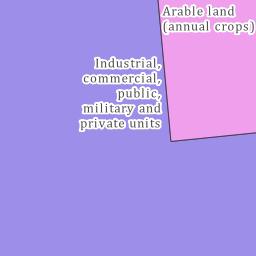 Arable land
(annual crops)
Industrial,
commercial,
public,
military and
private units